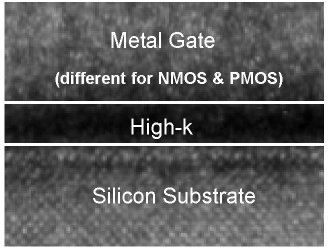 Metal Gate
(different for NMOS & PMOS)
High-k
Silicon Substrate